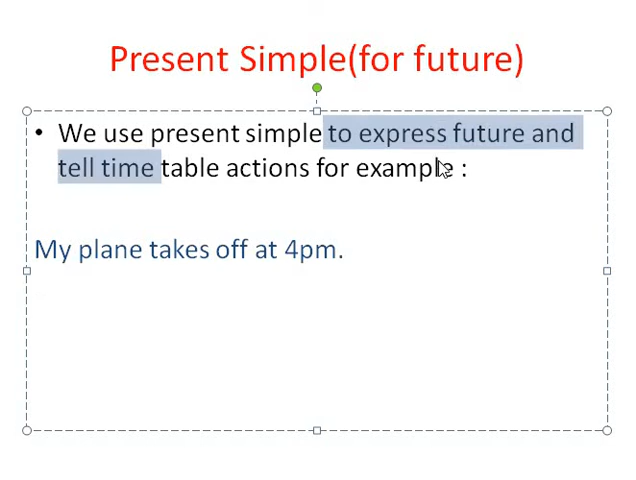 Present Simple(for future)
• We use present simple to express future and
tell time table actions for example :
My plane takes off at 4pm.